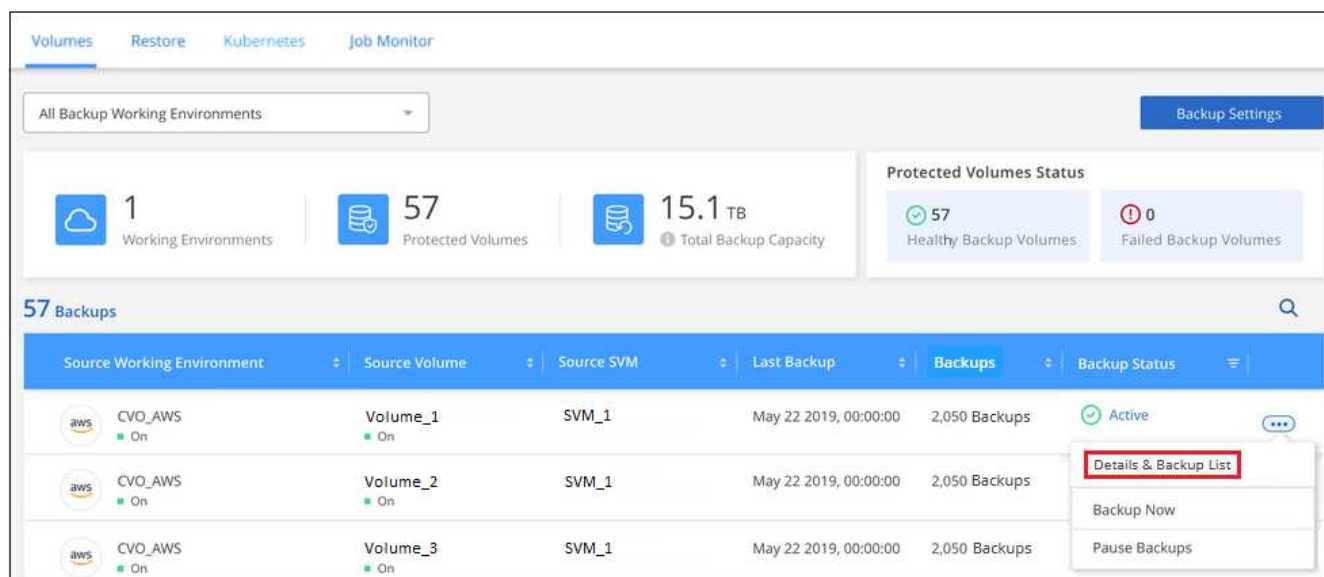 Volumes Restore Kubernetes Job Monitor
All Backup Working Environments
Backup Settings
1
Working Environments
57
Protected Volumes
15.1 TB
Total Backup Capacity
Protected Volumes Status
57
Healthy Backup Volumes
0
Failed Backup Volumes
57 Backups
Source Working Environment Source Volume Source SVM Last Backup Backups Backup Status
aws CVO_AWS Volume_1 SVM_1 May 22 2019, 00:00:00 2,050 Backups Active
On On
Details & Backup List
aws CVO_AWS Volume_2 SVM_1 May 22 2019, 00:00:00 2,050 Backups
On On
Backup Now
aws CVO_AWS Volume_3 SVM_1 May 22 2019, 00:00:00 2,050 Backups
Pause Backups
On On